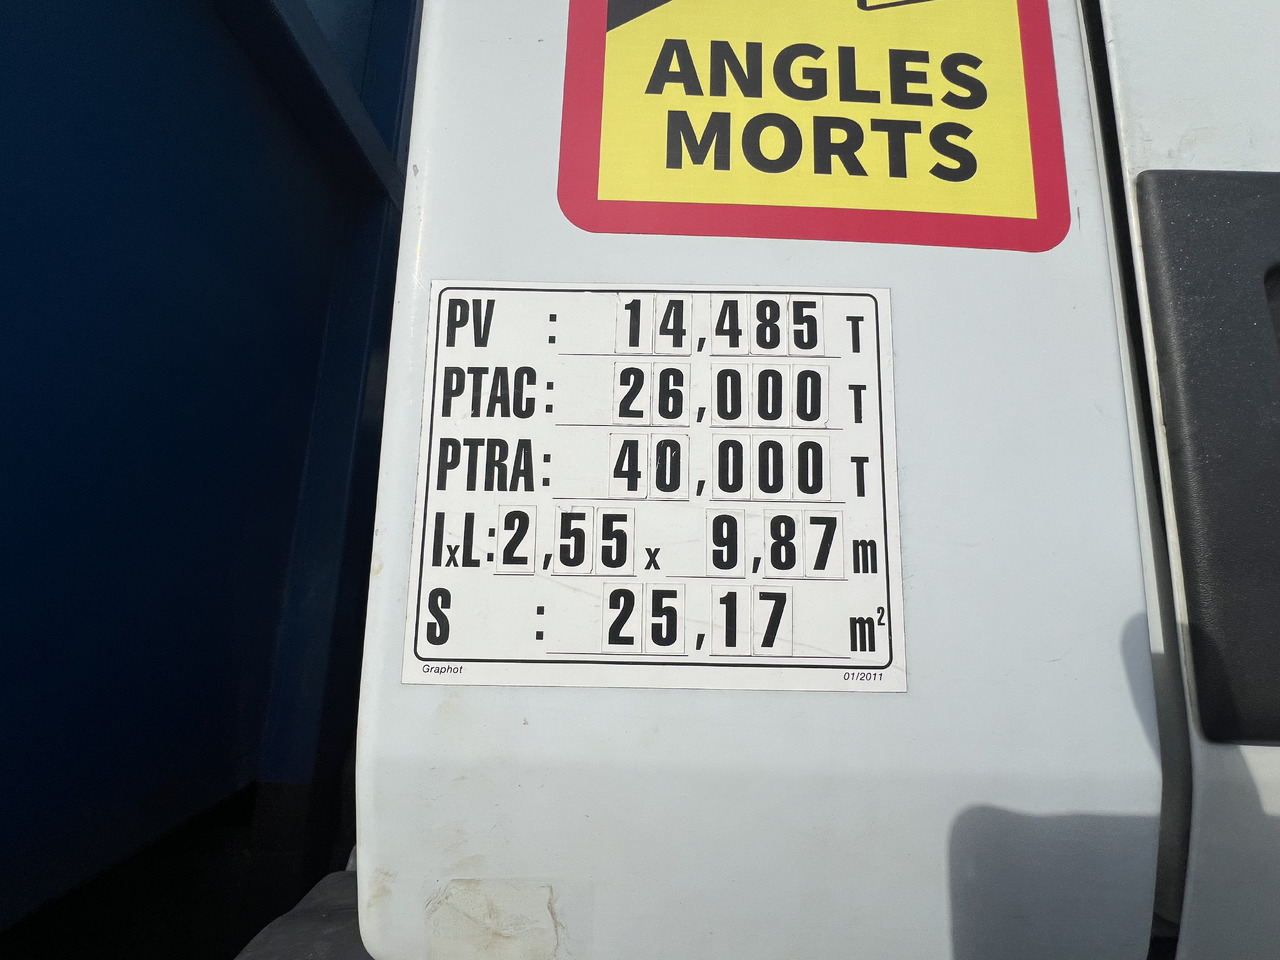 ANGLES
MORTS
PV : 14,485 T
PTAC: 26,000 T
PTRA: 40,000 T
lxL: 2,55 x 9,87 m
S : 25,17 m²
Graphot 01/2011